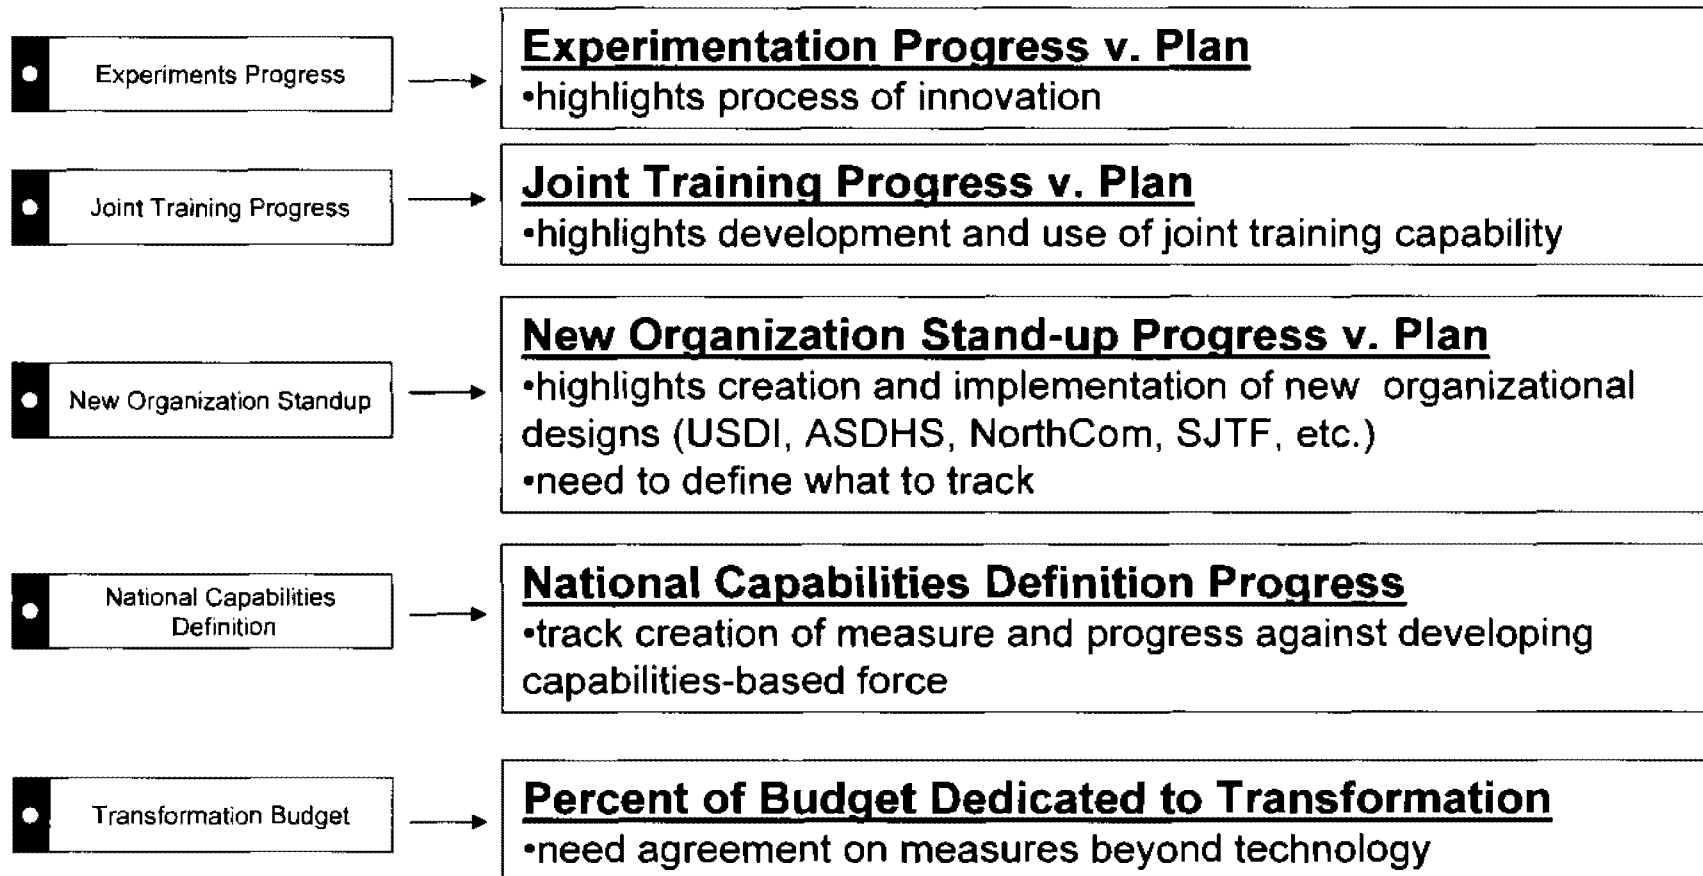 Experiments Progress
Experimentation Progress v. Plan
•highlights process of innovation
Joint Training Progress
Joint Training Progress v. Plan
•highlights development and use of joint training capability
New Organization Standup
New Organization Stand-up Progress v. Plan
•highlights creation and implementation of new organizational
designs (USDI, ASDHS, NorthCom, SJTF, etc.)
•need to define what to track
National Capabilities
Definition
National Capabilities Definition Progress
•track creation of measure and progress against developing
capabilities-based force
Transformation Budget
Percent of Budget Dedicated to Transformation
•need agreement on measures beyond technology